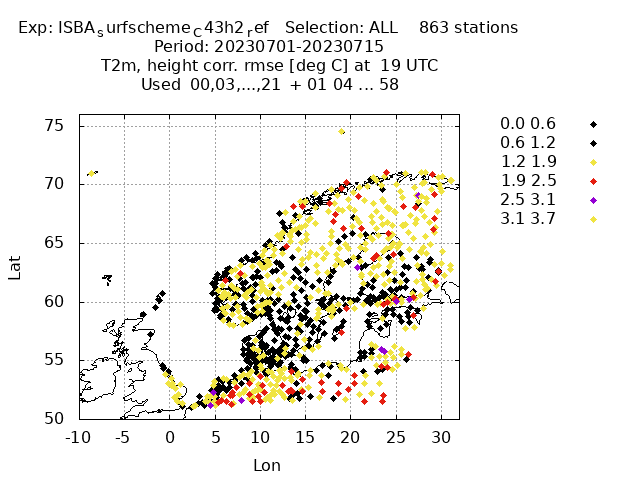 Exp: ISBAsurfschemeC43h2ref   Selection: ALL    863 stations
Period: 20230701-20230715
T2m, height corr. rmse [deg C] at  19 UTC
Used  00,03,...,21  + 01 04 ... 58
0.0 0.6
0.6 1.2
1.2 1.9
1.9 2.5
2.5 3.1
3.1 3.7
Lat
75
70
65
60
55
50
-10 -5 0 5 10 15 20 25 30
Lon